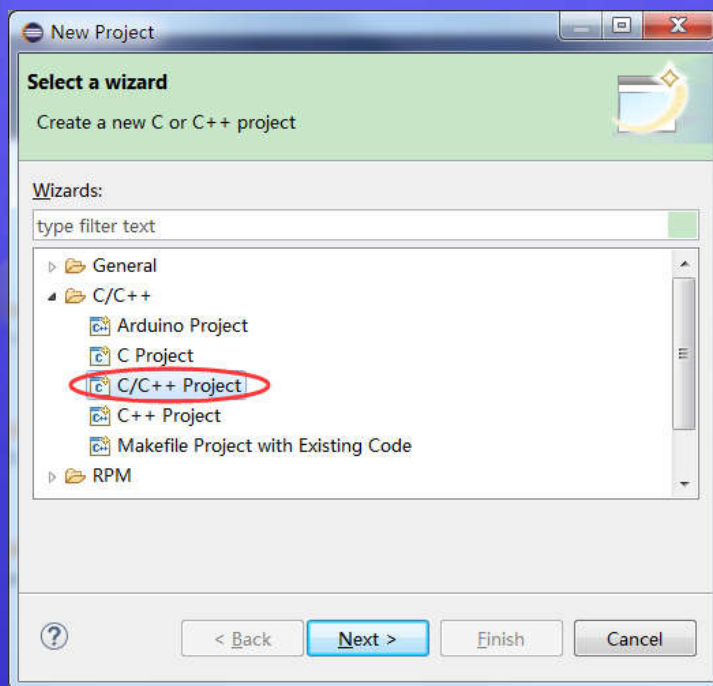 New Project
Select a wizard
Create a new C or C++ project
Wizards:
type filter text
General
C/C++
Arduino Project
C Project
C/C++ Project
C++ Project
Makefile Project with Existing Code
RPM
< Back Next > Finish Cancel